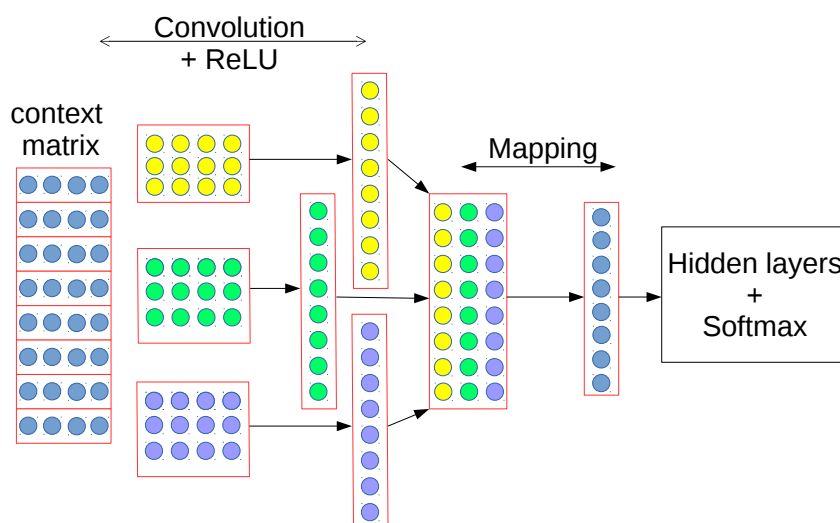 Convolution
+ ReLU
context
matrix
Mapping
Hidden layers
+
Softmax